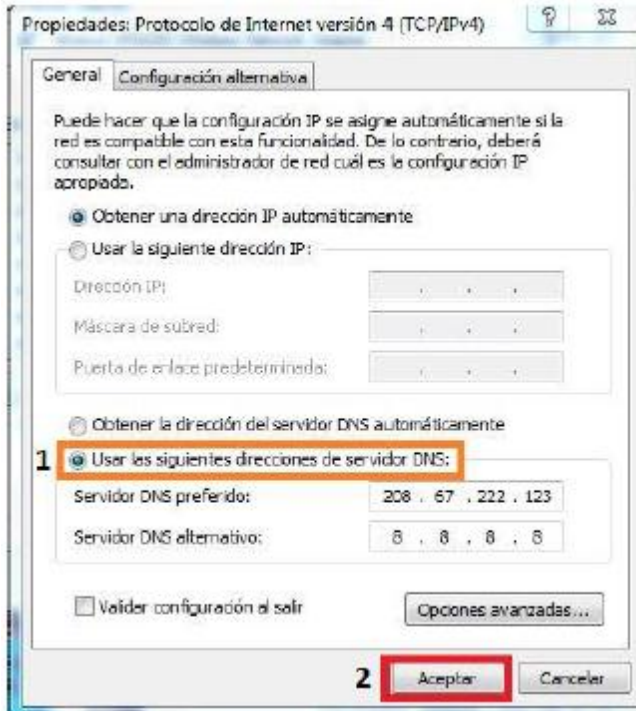 Propiedades: Protocolo de Internet versión 4 (TCP/IPv4)
General
Configuración alternativa
Puede hacer que la configuración IP se asigne automáticamente si la
red es compatible con esta funcionalidad. De lo contrario, deberá
consultar con el administrador de red cuál es la configuración IP
apropiada.
Obtener una dirección IP automáticamente
Usar la siguiente dirección IP:
Dirección IP:
Máscara de subred:
Puerta de enlace predeterminada:
Obtener la dirección del servidor DNS automáticamente
1 Usar las siguientes direcciones de servidor DNS:
Servidor DNS preferido: 208 . 67 . 222 . 123
Servidor DNS alternativo: 8 . 8 . 8 . 8
Validar configuración al salir
Opciones avanzadas...
2 Aceptar
Cancelar